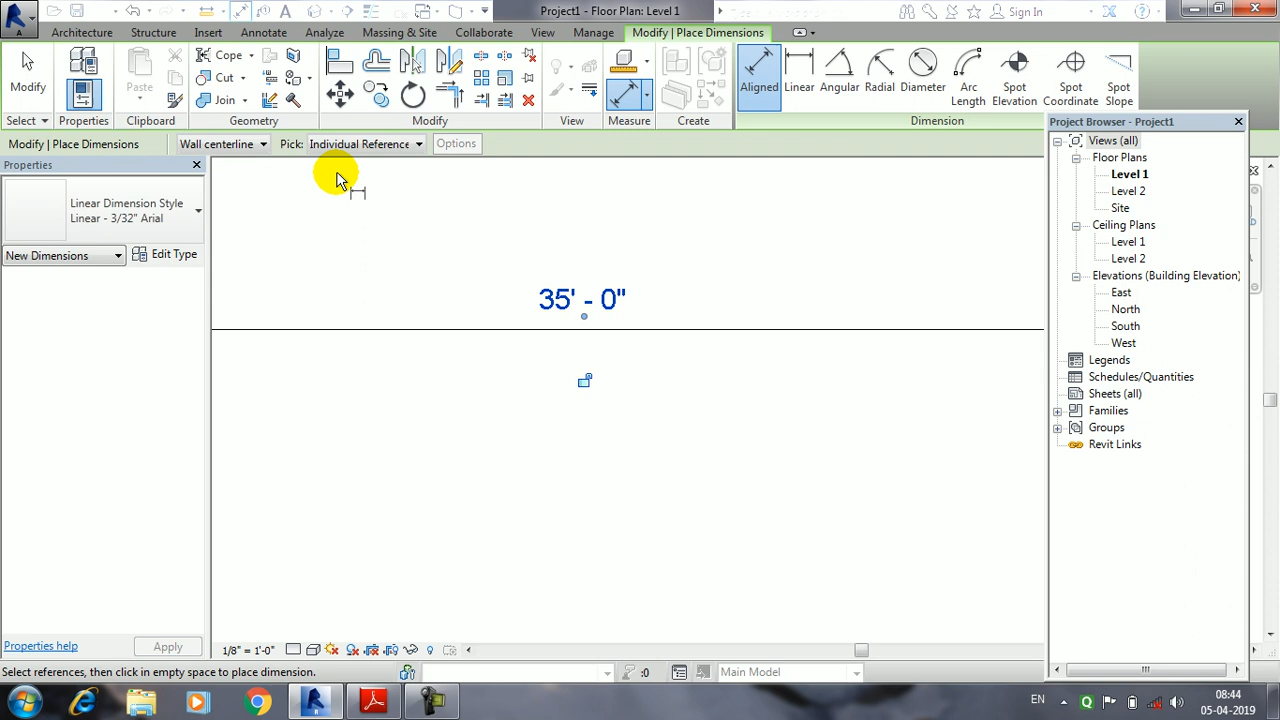 Project1 - Floor Plan: Level 1
Sign In
Architecture Structure Insert Annotate Analyze Massing & Site Collaborate View Manage Modify | Place Dimensions
Modify
Paste
Cope
Cut
Join
Aligned Linear Angular Radial Diameter Arc Length Spot Elevation Spot Coordinate Spot Slope
Select Properties Clipboard Geometry Modify View Measure Create Dimension
Modify | Place Dimensions Wall centerline Pick: Individual Reference Options
Properties
Linear Dimension Style
Linear - 3/32" Arial
New Dimensions Edit Type
35' - 0"
Project Browser - Project1
Views (all)
Floor Plans
Level 1
Level 2
Site
Ceiling Plans
Level 1
Level 2
Elevations (Building Elevation)
East
North
South
West
Legends
Schedules/Quantities
Sheets (all)
Families
Groups
Revit Links
Properties help Apply
1/8" = 1'-0"
Select references, then click in empty space to place dimension.
:0
Main Model
EN
08:44
05-04-2019